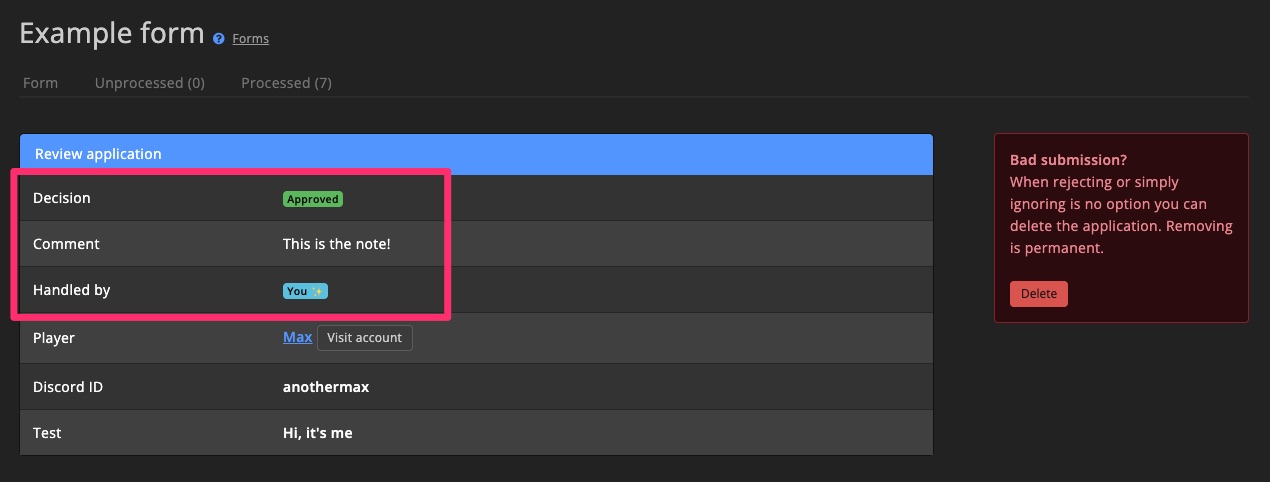 Example form ? Forms
Form Unprocessed (0) Processed (7)
Review application
Decision Approved
Comment This is the note!
Handled by You ✨
Player Max Visit account
Discord ID anothermax
Test Hi, it's me
Bad submission?
When rejecting or simply
ignoring is no option you can
delete the application. Removing
is permanent.
Delete